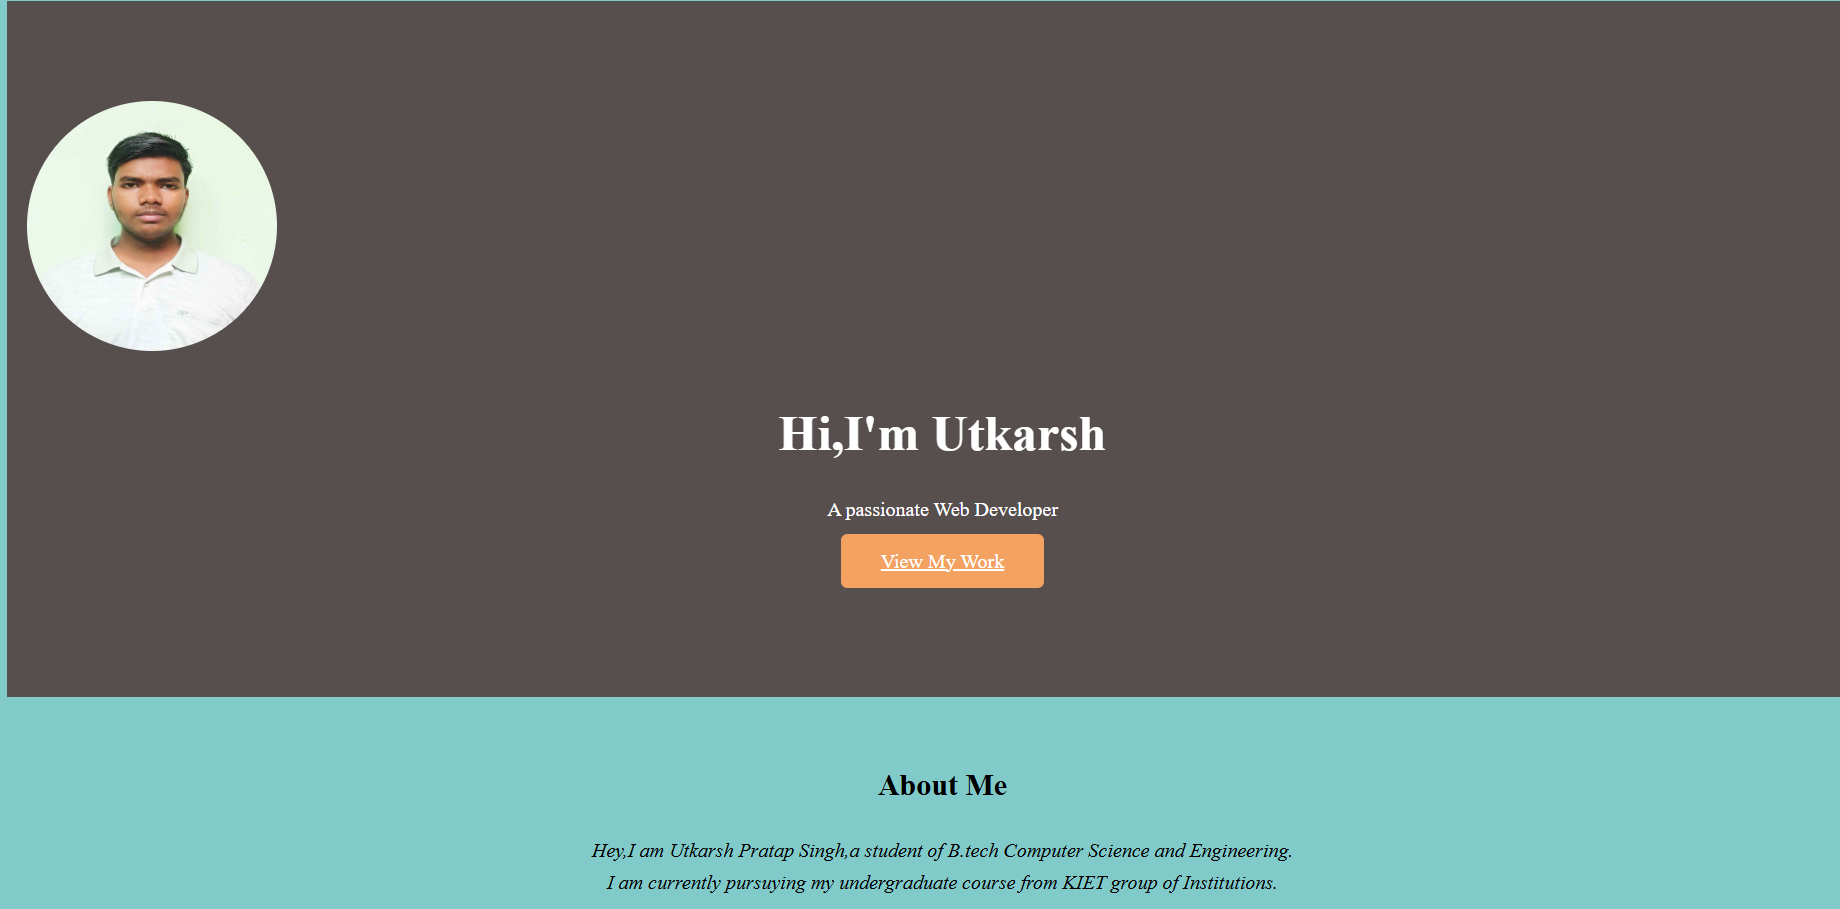 Hi,I'm Utkarsh
A passionate Web Developer
View My Work
About Me
Hey,I am Utkarsh Pratap Singh,a student of B.tech Computer Science and Engineering.
I am currently pursuying my undergraduate course from KIET group of Institutions.